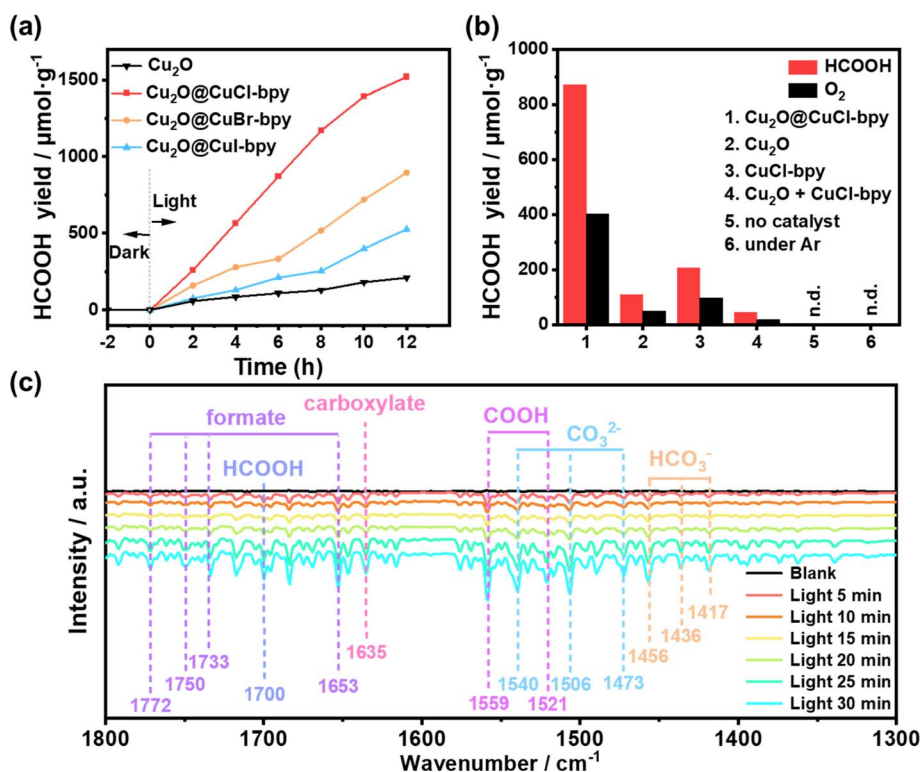 (a)
HCOOH yield / μmol·g⁻¹
1500
1000
500
0
Cu₂O
Cu₂O@CuCl-bpy
Cu₂O@CuBr-bpy
Cu₂O@CuI-bpy
Light
Dark
-2 0 2 4 6 8 10 12
Time (h)
(b)
HCOOH yield / μmol·g⁻¹
1000
800
600
400
200
0
HCOOH
O₂
1. Cu₂O@CuCl-bpy
2. Cu₂O
3. CuCl-bpy
4. Cu₂O + CuCl-bpy
5. no catalyst
6. under Ar
n.d.
n.d.
1 2 3 4 5 6
(c)
Intensity / a.u.
formate
HCOOH
carboxylate
COOH
CO₃²⁻
HCO₃⁻
1772
1750
1733
1700
1653
1635
1559
1540
1521
1506
1473
1456
1436
1417
Blank
Light 5 min
Light 10 min
Light 15 min
Light 20 min
Light 25 min
Light 30 min
1800 1700 1600 1500 1400 1300
Wavenumber / cm⁻¹